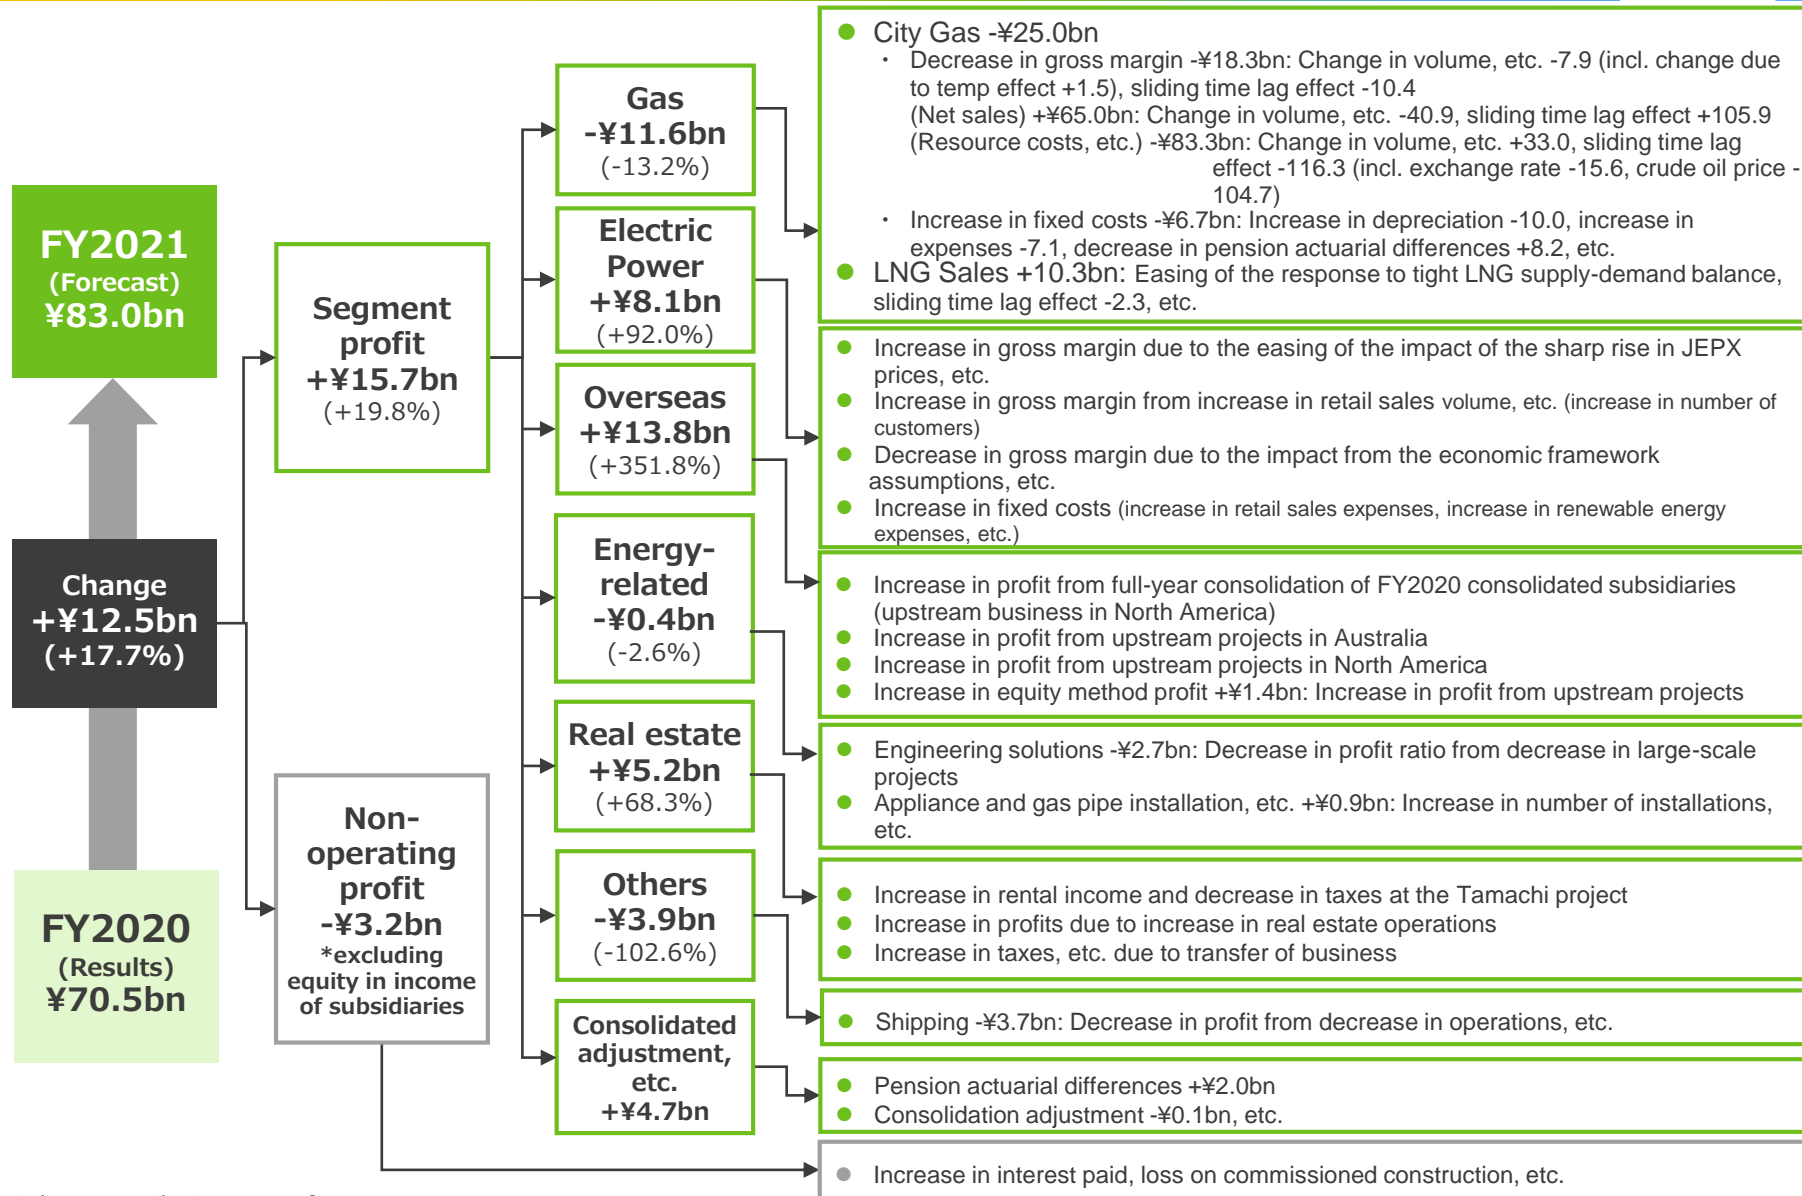 FY2021
(Forecast)
¥83.0bn
Change
+¥12.5bn
(+17.7%)
FY2020
(Results)
¥70.5bn
Segment
profit
+¥15.7bn
(+19.8%)
Non-
operating
profit
-¥3.2bn
*excluding
equity in income
of subsidiaries
Gas
-¥11.6bn
(-13.2%)
Electric
Power
+¥8.1bn
(+92.0%)
Overseas
+¥13.8bn
(+351.8%)
Energy-
related
-¥0.4bn
(-2.6%)
Real estate
+¥5.2bn
(+68.3%)
Others
-¥3.9bn
(-102.6%)
Consolidated
adjustment,
etc.
+¥4.7bn
● City Gas -¥25.0bn
・ Decrease in gross margin -¥18.3bn: Change in volume, etc. -7.9 (incl. change due
to temp effect +1.5), sliding time lag effect -10.4
(Net sales) +¥65.0bn: Change in volume, etc. -40.9, sliding time lag effect +105.9
(Resource costs, etc.) -¥83.3bn: Change in volume, etc. +33.0, sliding time lag
effect -116.3 (incl. exchange rate -15.6, crude oil price -
104.7)
・ Increase in fixed costs -¥6.7bn: Increase in depreciation -10.0, increase in
expenses -7.1, decrease in pension actuarial differences +8.2, etc.
● LNG Sales +10.3bn: Easing of the response to tight LNG supply-demand balance,
sliding time lag effect -2.3, etc.
● Increase in gross margin due to the easing of the impact of the sharp rise in JEPX
prices, etc.
● Increase in gross margin from increase in retail sales volume, etc. (increase in number of
customers)
● Decrease in gross margin due to the impact from the economic framework
assumptions, etc.
● Increase in fixed costs (increase in retail sales expenses, increase in renewable energy
expenses, etc.)
● Increase in profit from full-year consolidation of FY2020 consolidated subsidiaries
(upstream business in North America)
● Increase in profit from upstream projects in Australia
● Increase in profit from upstream projects in North America
● Increase in equity method profit +¥1.4bn: Increase in profit from upstream projects
● Engineering solutions -¥2.7bn: Decrease in profit ratio from decrease in large-scale
projects
● Appliance and gas pipe installation, etc. +¥0.9bn: Increase in number of installations,
etc.
● Increase in rental income and decrease in taxes at the Tamachi project
● Increase in profits due to increase in real estate operations
● Increase in taxes, etc. due to transfer of business
● Shipping -¥3.7bn: Decrease in profit from decrease in operations, etc.
● Pension actuarial differences +¥2.0bn
● Consolidation adjustment -¥0.1bn, etc.
● Increase in interest paid, loss on commissioned construction, etc.